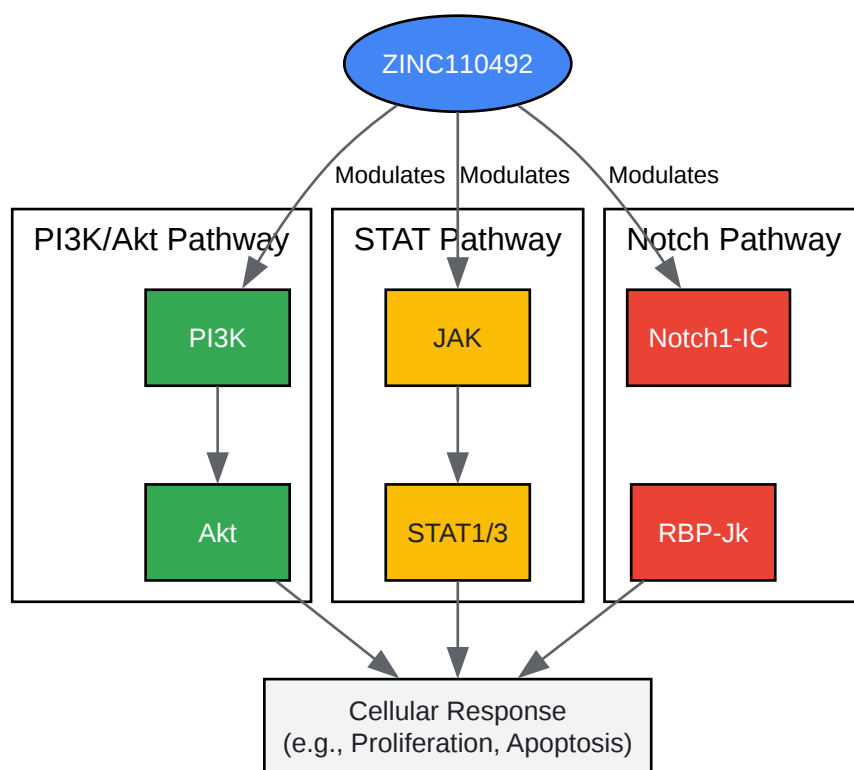 ZINC110492
Modulates Modulates Modulates
PI3K/Akt Pathway
STAT Pathway
Notch Pathway
PI3K
JAK
Notch1-IC
Akt
STAT1/3
RBP-Jk
Cellular Response
(e.g., Proliferation, Apoptosis)